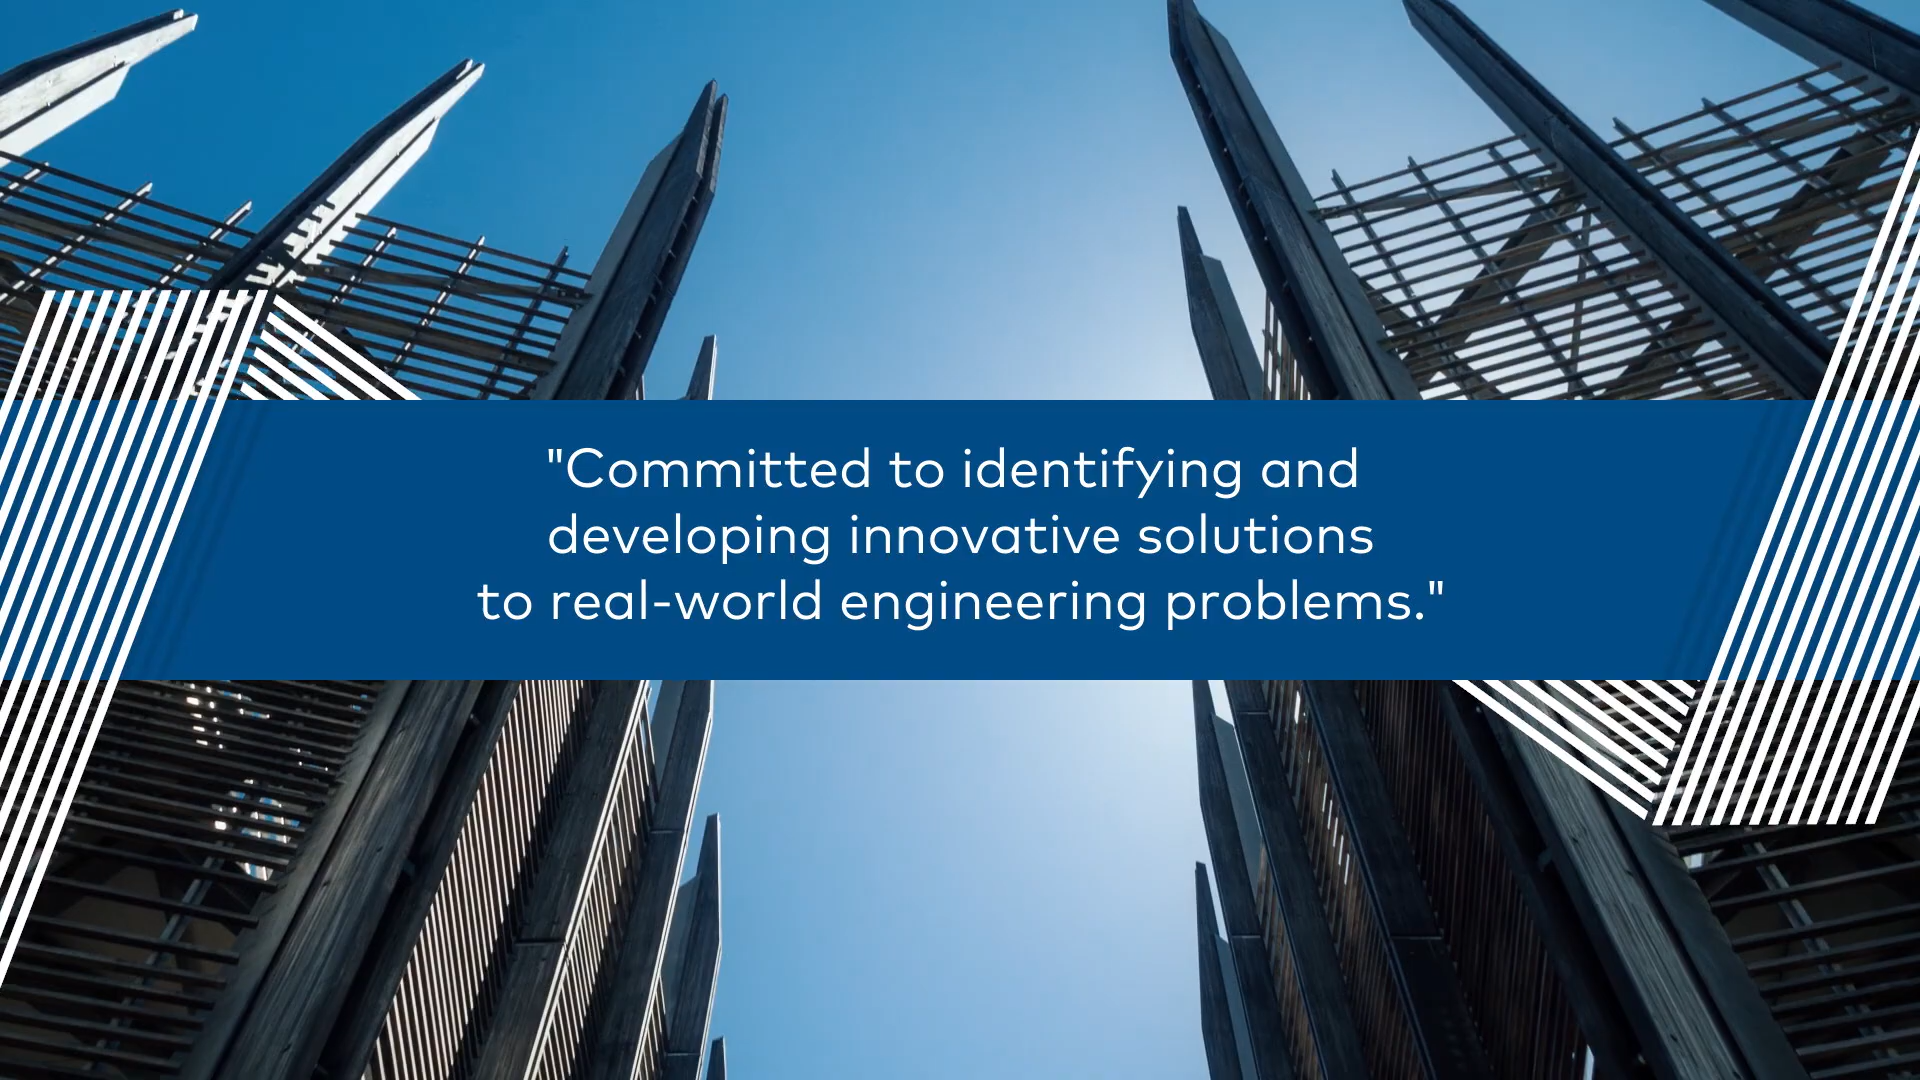 "Committed to identifying and
developing innovative solutions
to real-world engineering problems."